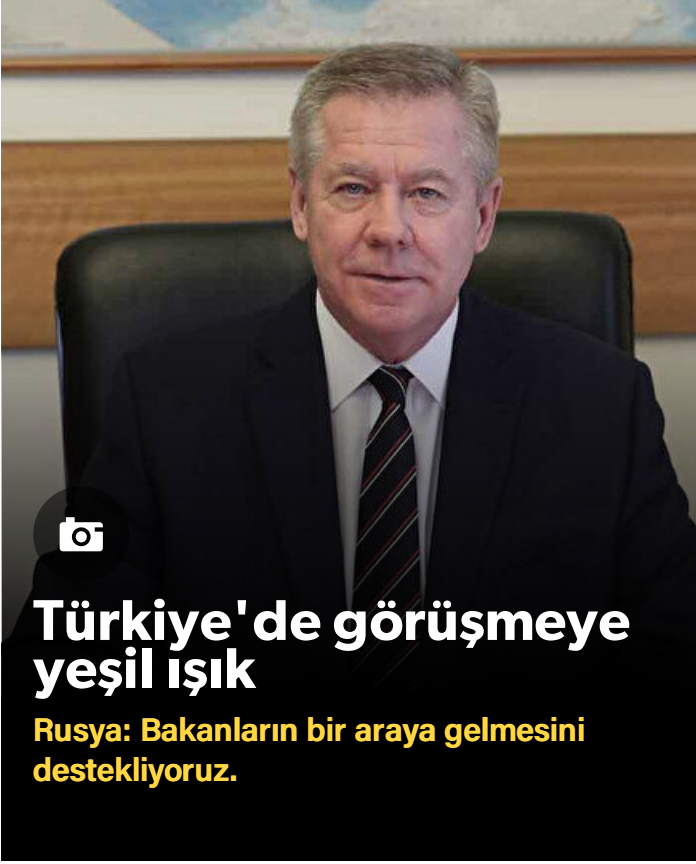 Türkiye'de görüşmeye
yeşil ışık
Rusya: Bakanların bir araya gelmesini
destekliyoruz.